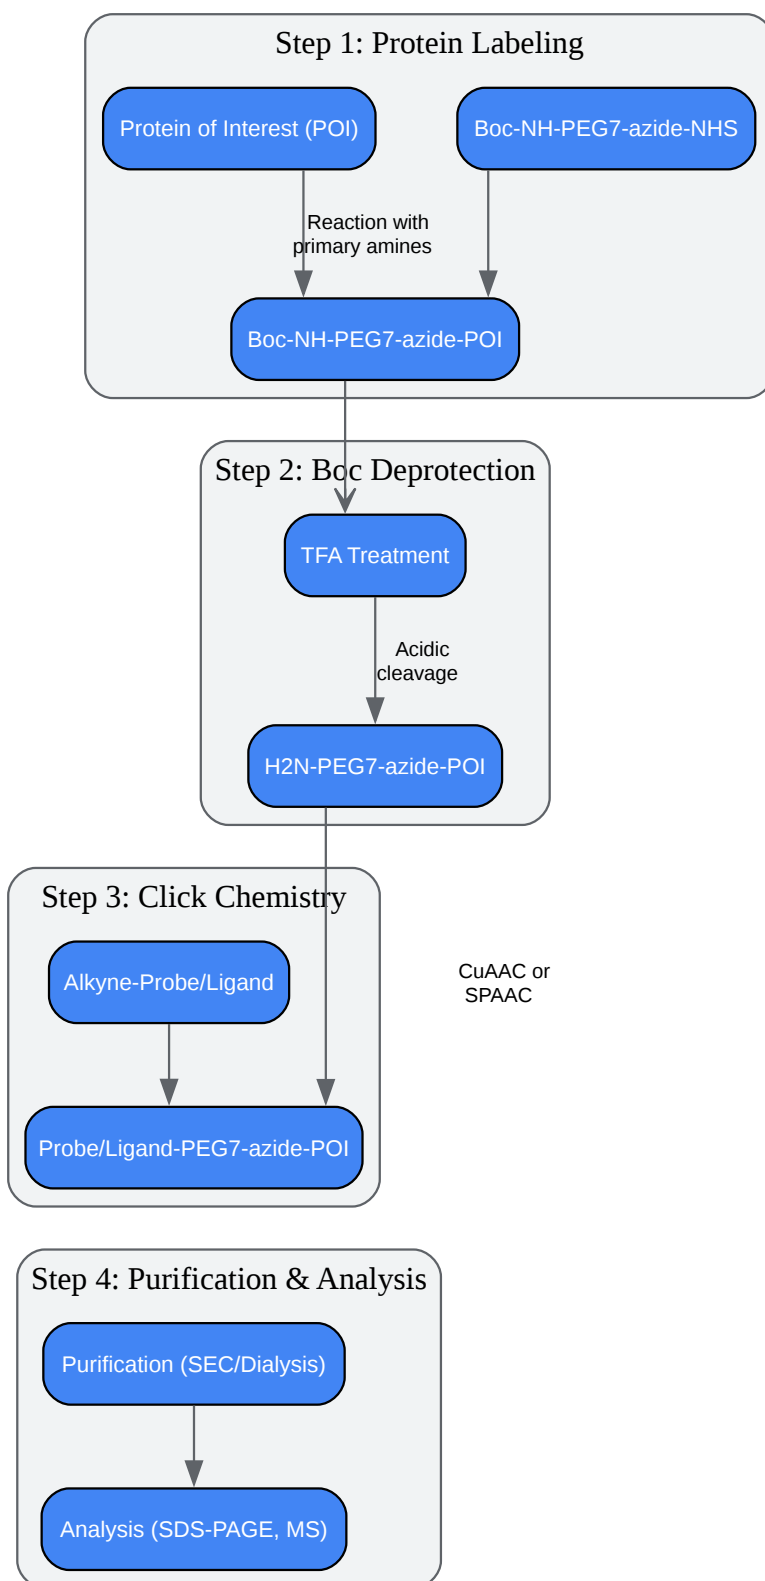 Step 1: Protein Labeling
Protein of Interest (POI)
Boc-NH-PEG7-azide-NHS
Reaction with
primary amines
Boc-NH-PEG7-azide-POI
Step 2: Boc Deprotection
TFA Treatment
Acidic
cleavage
H2N-PEG7-azide-POI
Step 3: Click Chemistry
Alkyne-Probe/Ligand
CuAAC or
SPAAC
Probe/Ligand-PEG7-azide-POI
Step 4: Purification & Analysis
Purification (SEC/Dialysis)
Analysis (SDS-PAGE, MS)